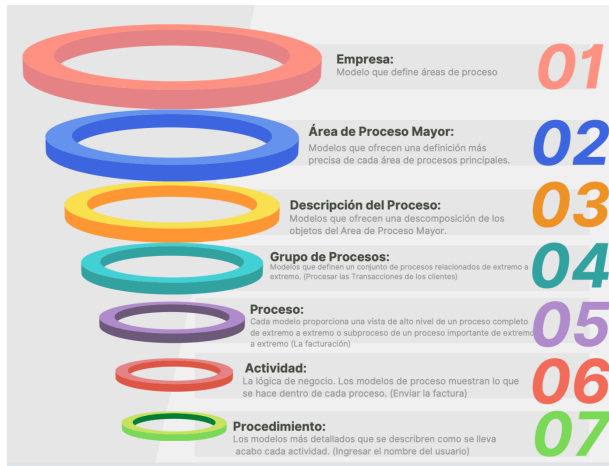 Empresa:
Modelo que define áreas de proceso
01
Área de Proceso Mayor:
Modelos que ofrecen una definición más
precisa de cada área de procesos principales.
02
Descripción del Proceso:
Modelos que ofrecen una descomposición de los
objetos del Area de Proceso Mayor.
03
Grupo de Procesos:
Modelos que definen un conjunto de procesos relacionados de extremo a
extremo. (Procesar las Transacciones de los clientes)
04
Proceso:
Cada modelo proporciona una vista de alto nivel de un proceso completo
de extremo a extremo o subproceso de un proceso importante de extremo
a extremo (La facturación)
05
Actividad:
La lógica de negocio. Los modelos de proceso muestran lo que
se hace dentro de cada proceso. (Enviar la factura)
06
Procedimiento:
Los modelos más detallados que se describren como se lleva
acabo cada actividad. (Ingresar el nombre del usuario)
07